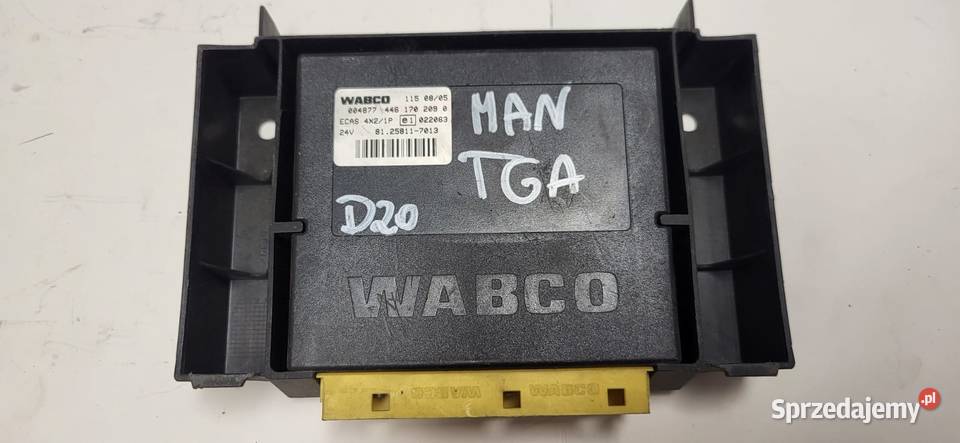 WABCO 115 08/05
004877 446 170 209 0
ECAS 4X2/1P e1 022063
24V 81.25811-7013
MAN
TGA
D20
WABCO
WABCO WABCO
Sprzedajemy.pl